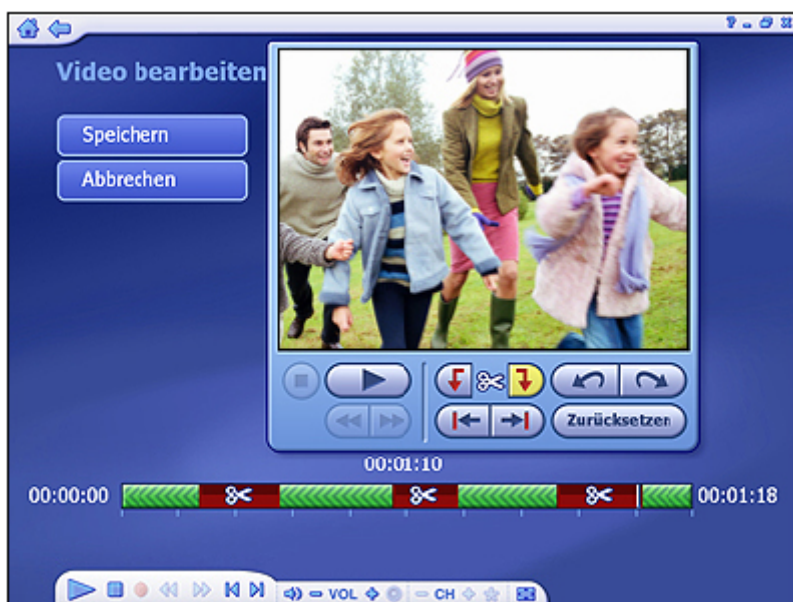 ?
Video bearbeiten
Speichern
Abbrechen
Zurücksetzen
00:01:10
00:00:00
00:01:18
VOL
CH